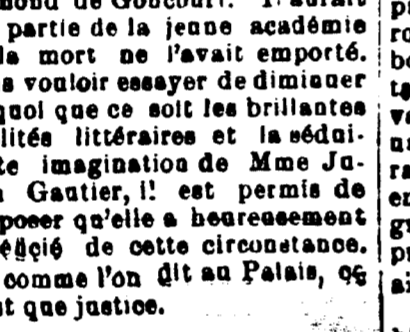 mond de Goncourt.
partie de la jeune académie
la mort ne l'avait emporté.
s vouloir essayer de diminuer
quoi que ce soit les brillantes
lités littéraires et la sédui-
te imagination de Mme Ju-
Gautier, il est permis de
poser qu'elle a heureusement
éficié de cette circonstance.
comme l'on dit au Palais, ce
t que justice.